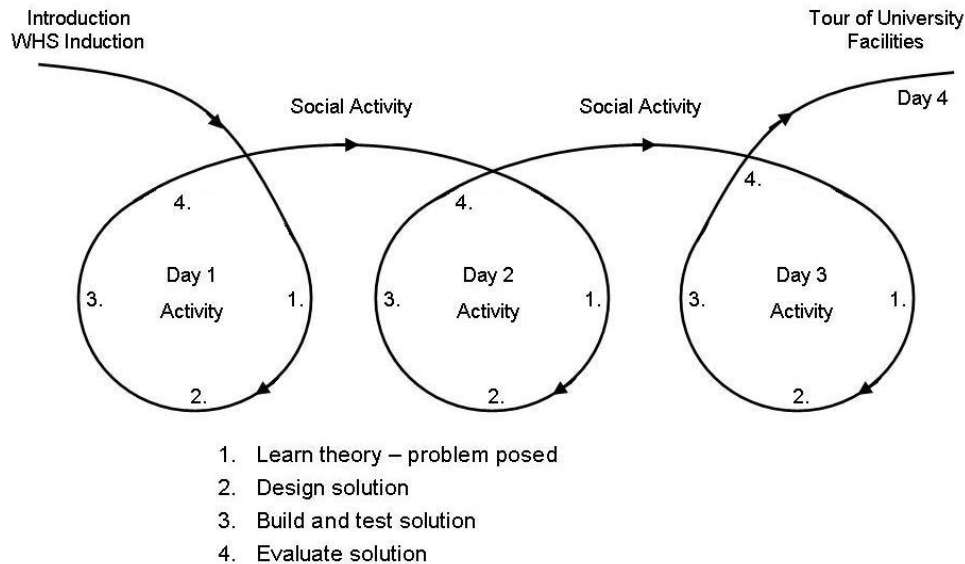 Introduction
WHS Induction
Tour of University
Facilities
Day 4
Social Activity
Social Activity
4.
Day 1
Activity
3.
1.
2.
4.
Day 2
Activity
3.
1.
2.
4.
Day 3
Activity
3.
1.
2.
1. Learn theory – problem posed
2. Design solution
3. Build and test solution
4. Evaluate solution